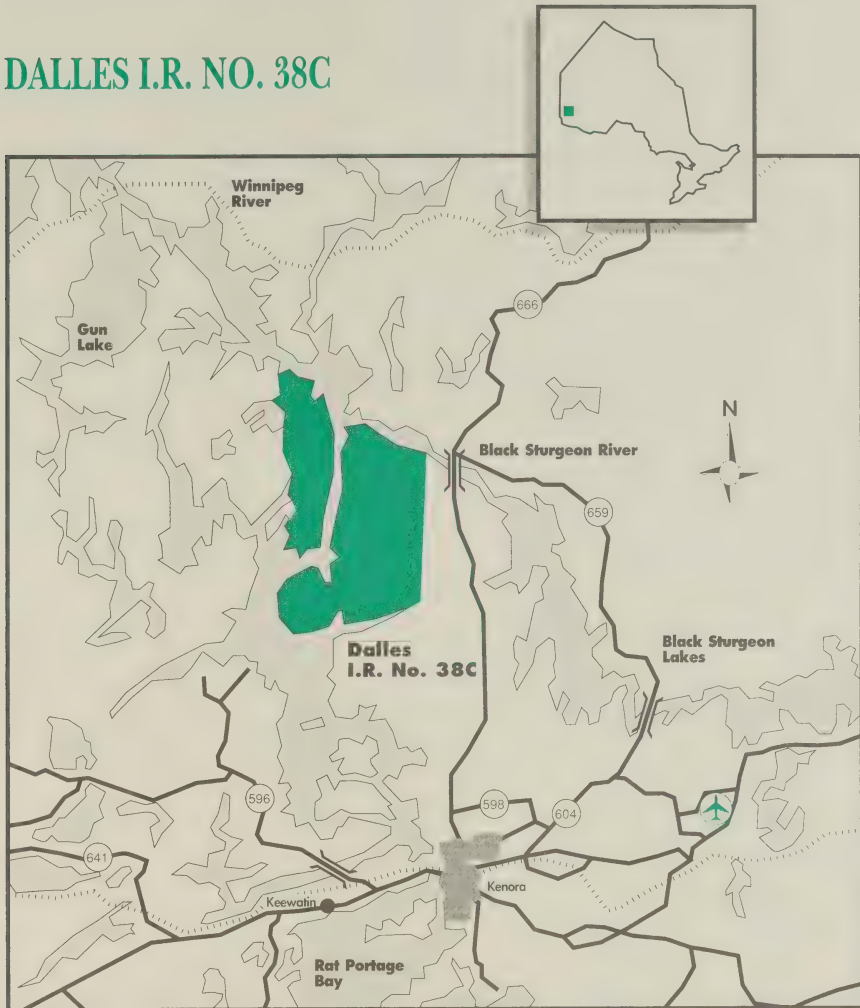 DALLES I.R. NO. 38C
Winnipeg
River
666
Gun
Lake
N
Black Sturgeon River
659
Dalles
I.R. No. 38C
Black Sturgeon
Lakes
596
598
604
641
Kenora
Keewatin
Rat Portage
Bay